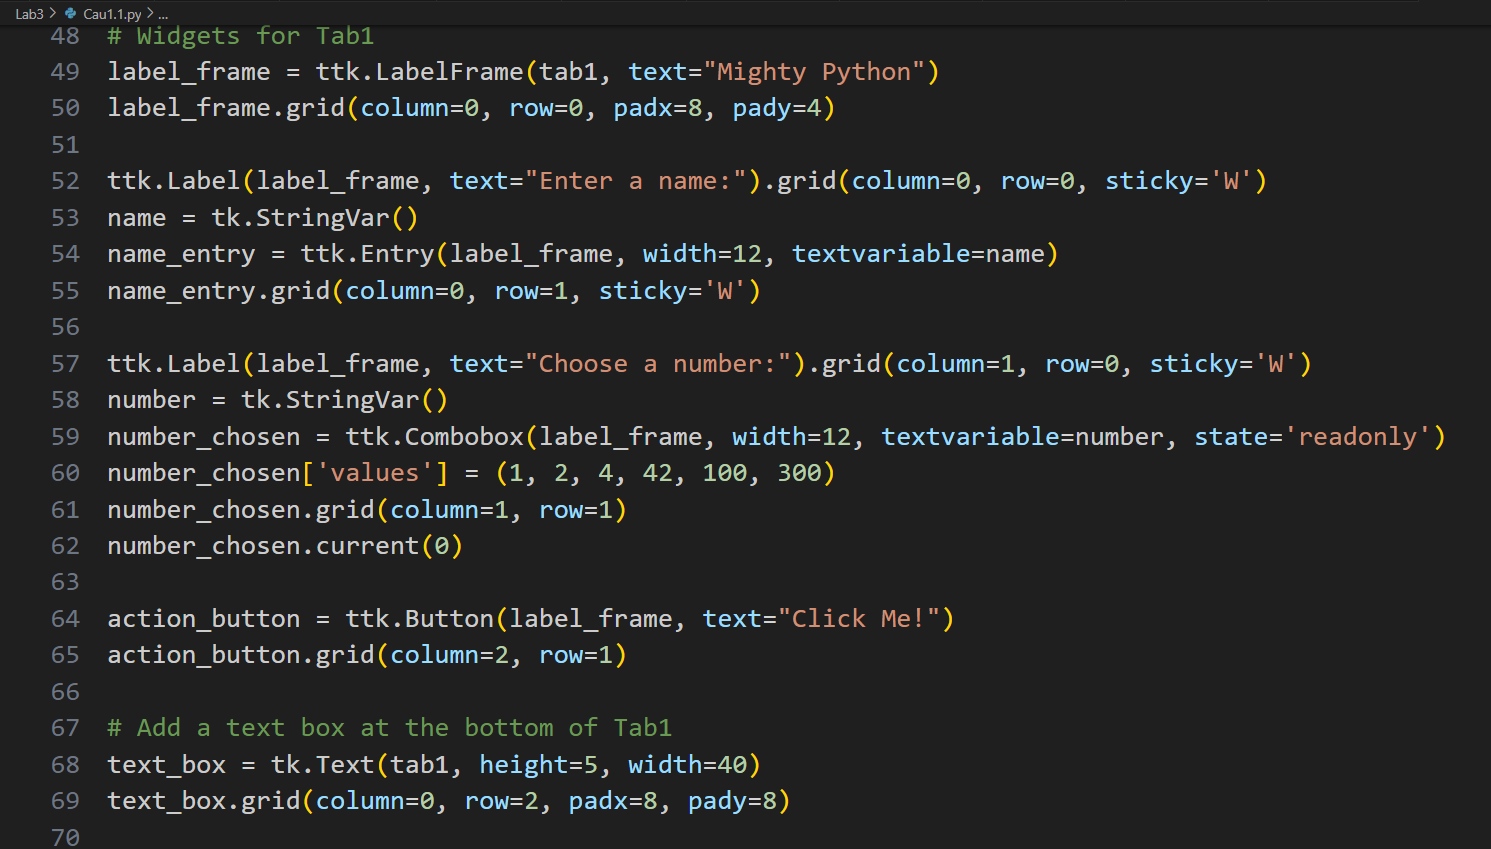 Lab3 > Cau1.1.py > ...
48 # Widgets for Tab1
49 label_frame = ttk.LabelFrame(tab1, text="Mighty Python")
50 label_frame.grid(column=0, row=0, padx=8, pady=4)
51
52 ttk.Label(label_frame, text="Enter a name:").grid(column=0, row=0, sticky='W')
53 name = tk.StringVar()
54 name_entry = ttk.Entry(label_frame, width=12, textvariable=name)
55 name_entry.grid(column=0, row=1, sticky='W')
56
57 ttk.Label(label_frame, text="Choose a number:").grid(column=1, row=0, sticky='W')
58 number = tk.StringVar()
59 number_chosen = ttk.Combobox(label_frame, width=12, textvariable=number, state='readonly')
60 number_chosen['values'] = (1, 2, 4, 42, 100, 300)
61 number_chosen.grid(column=1, row=1)
62 number_chosen.current(0)
63
64 action_button = ttk.Button(label_frame, text="Click Me!")
65 action_button.grid(column=2, row=1)
66
67 # Add a text box at the bottom of Tab1
68 text_box = tk.Text(tab1, height=5, width=40)
69 text_box.grid(column=0, row=2, padx=8, pady=8)
70